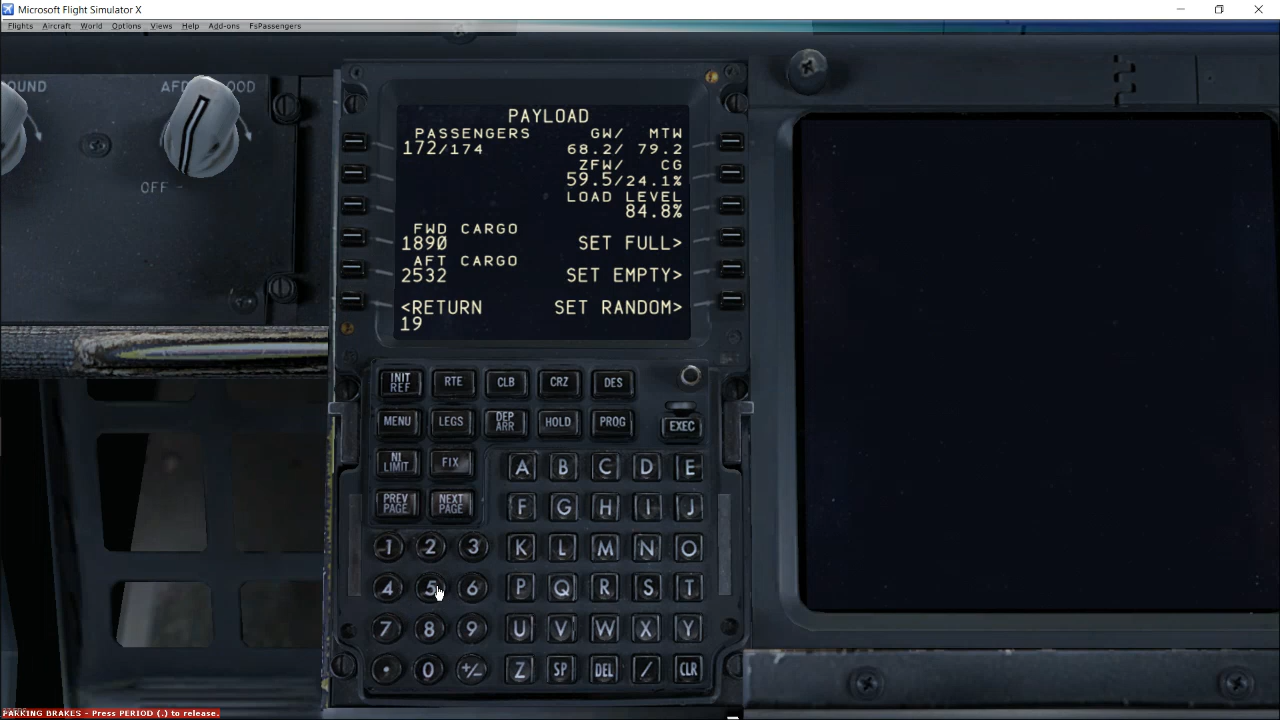 Microsoft Flight Simulator X
Flights Aircraft World Options Views Help Add-ons FsPassengers
OUND
OFF
PAYLOAD
PASSENGERS GW/ MTW
172/174 68.2/ 79.2
ZFW/ CG
59.5/24.1%
LOAD LEVEL
84.8%
FWD CARGO
1890 SET FULL>
AFT CARGO
2532 SET EMPTY>
<RETURN SET RANDOM>
19
INIT REF RTE CLB CRZ DES
MENU LEGS DEP ARR HOLD PROG EXEC
N1 LIMIT FIX A B C D E
PREV PAGE NEXT PAGE F G H I J
1 2 3 K L M N O
4 5 6 P Q R S T
7 8 9 U V W X Y
. 0 +/- Z SP DEL / CLR
PARKING BRAKES - Press PERIOD (.) to release.